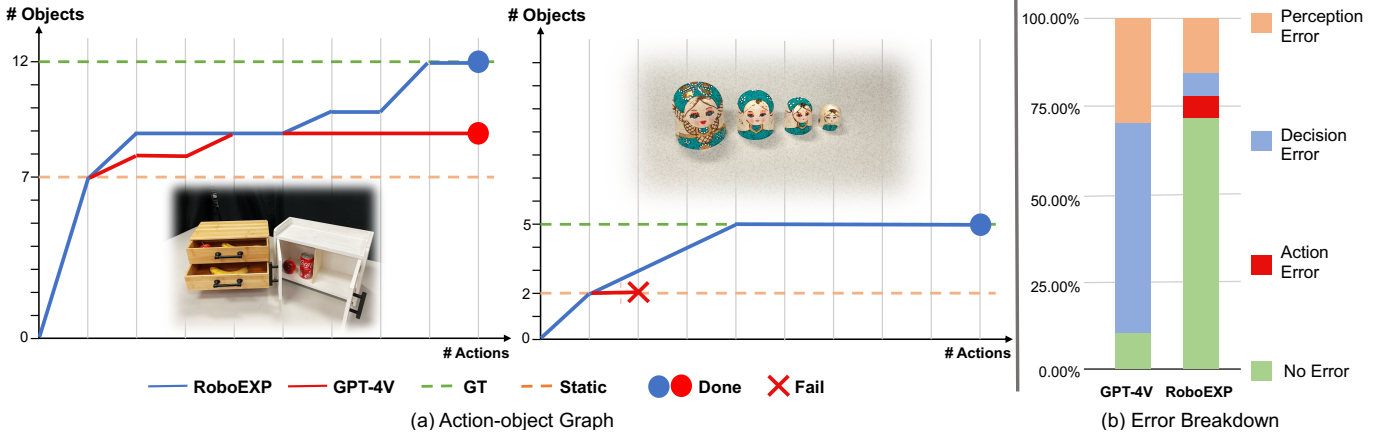 # Objects
12
7
0
# Actions
# Objects
5
2
0
# Actions
RoboEXP
GPT-4V
GT
Static
Done
Fail
(a) Action-object Graph
100.00%
75.00%
50.00%
25.00%
0.00%
GPT-4V
RoboEXP
Perception
Error
Decision
Error
Action
Error
No Error
(b) Error Breakdown